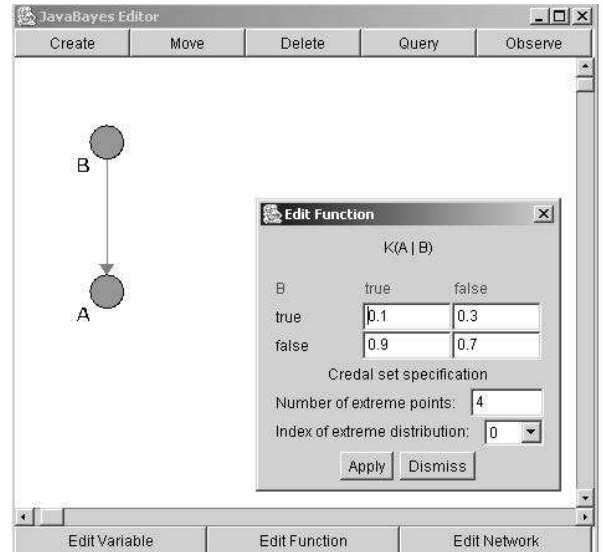 JavaBayes Editor
Create Move Delete Query Observe
B
A
Edit Function
K(A | B)
B true false
true 0.1 0.3
false 0.9 0.7
Credal set specification
Number of extreme points: 4
Index of extreme distribution: 0
Apply Dismiss
Edit Variable Edit Function Edit Network